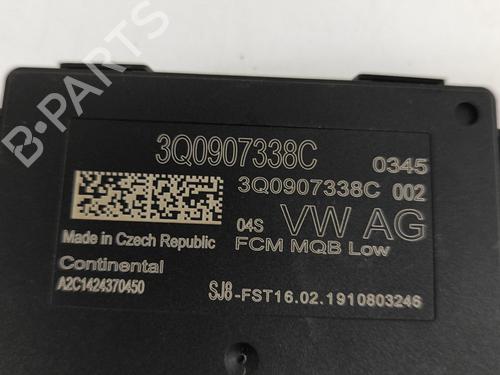 B-PARTS
3Q0907338C 0345
3Q0907338C 002
04S VW AG
Made in Czech Republic FCM MQB Low
Continental
A2C1424370450 SJ8-FST16.02.1910803246